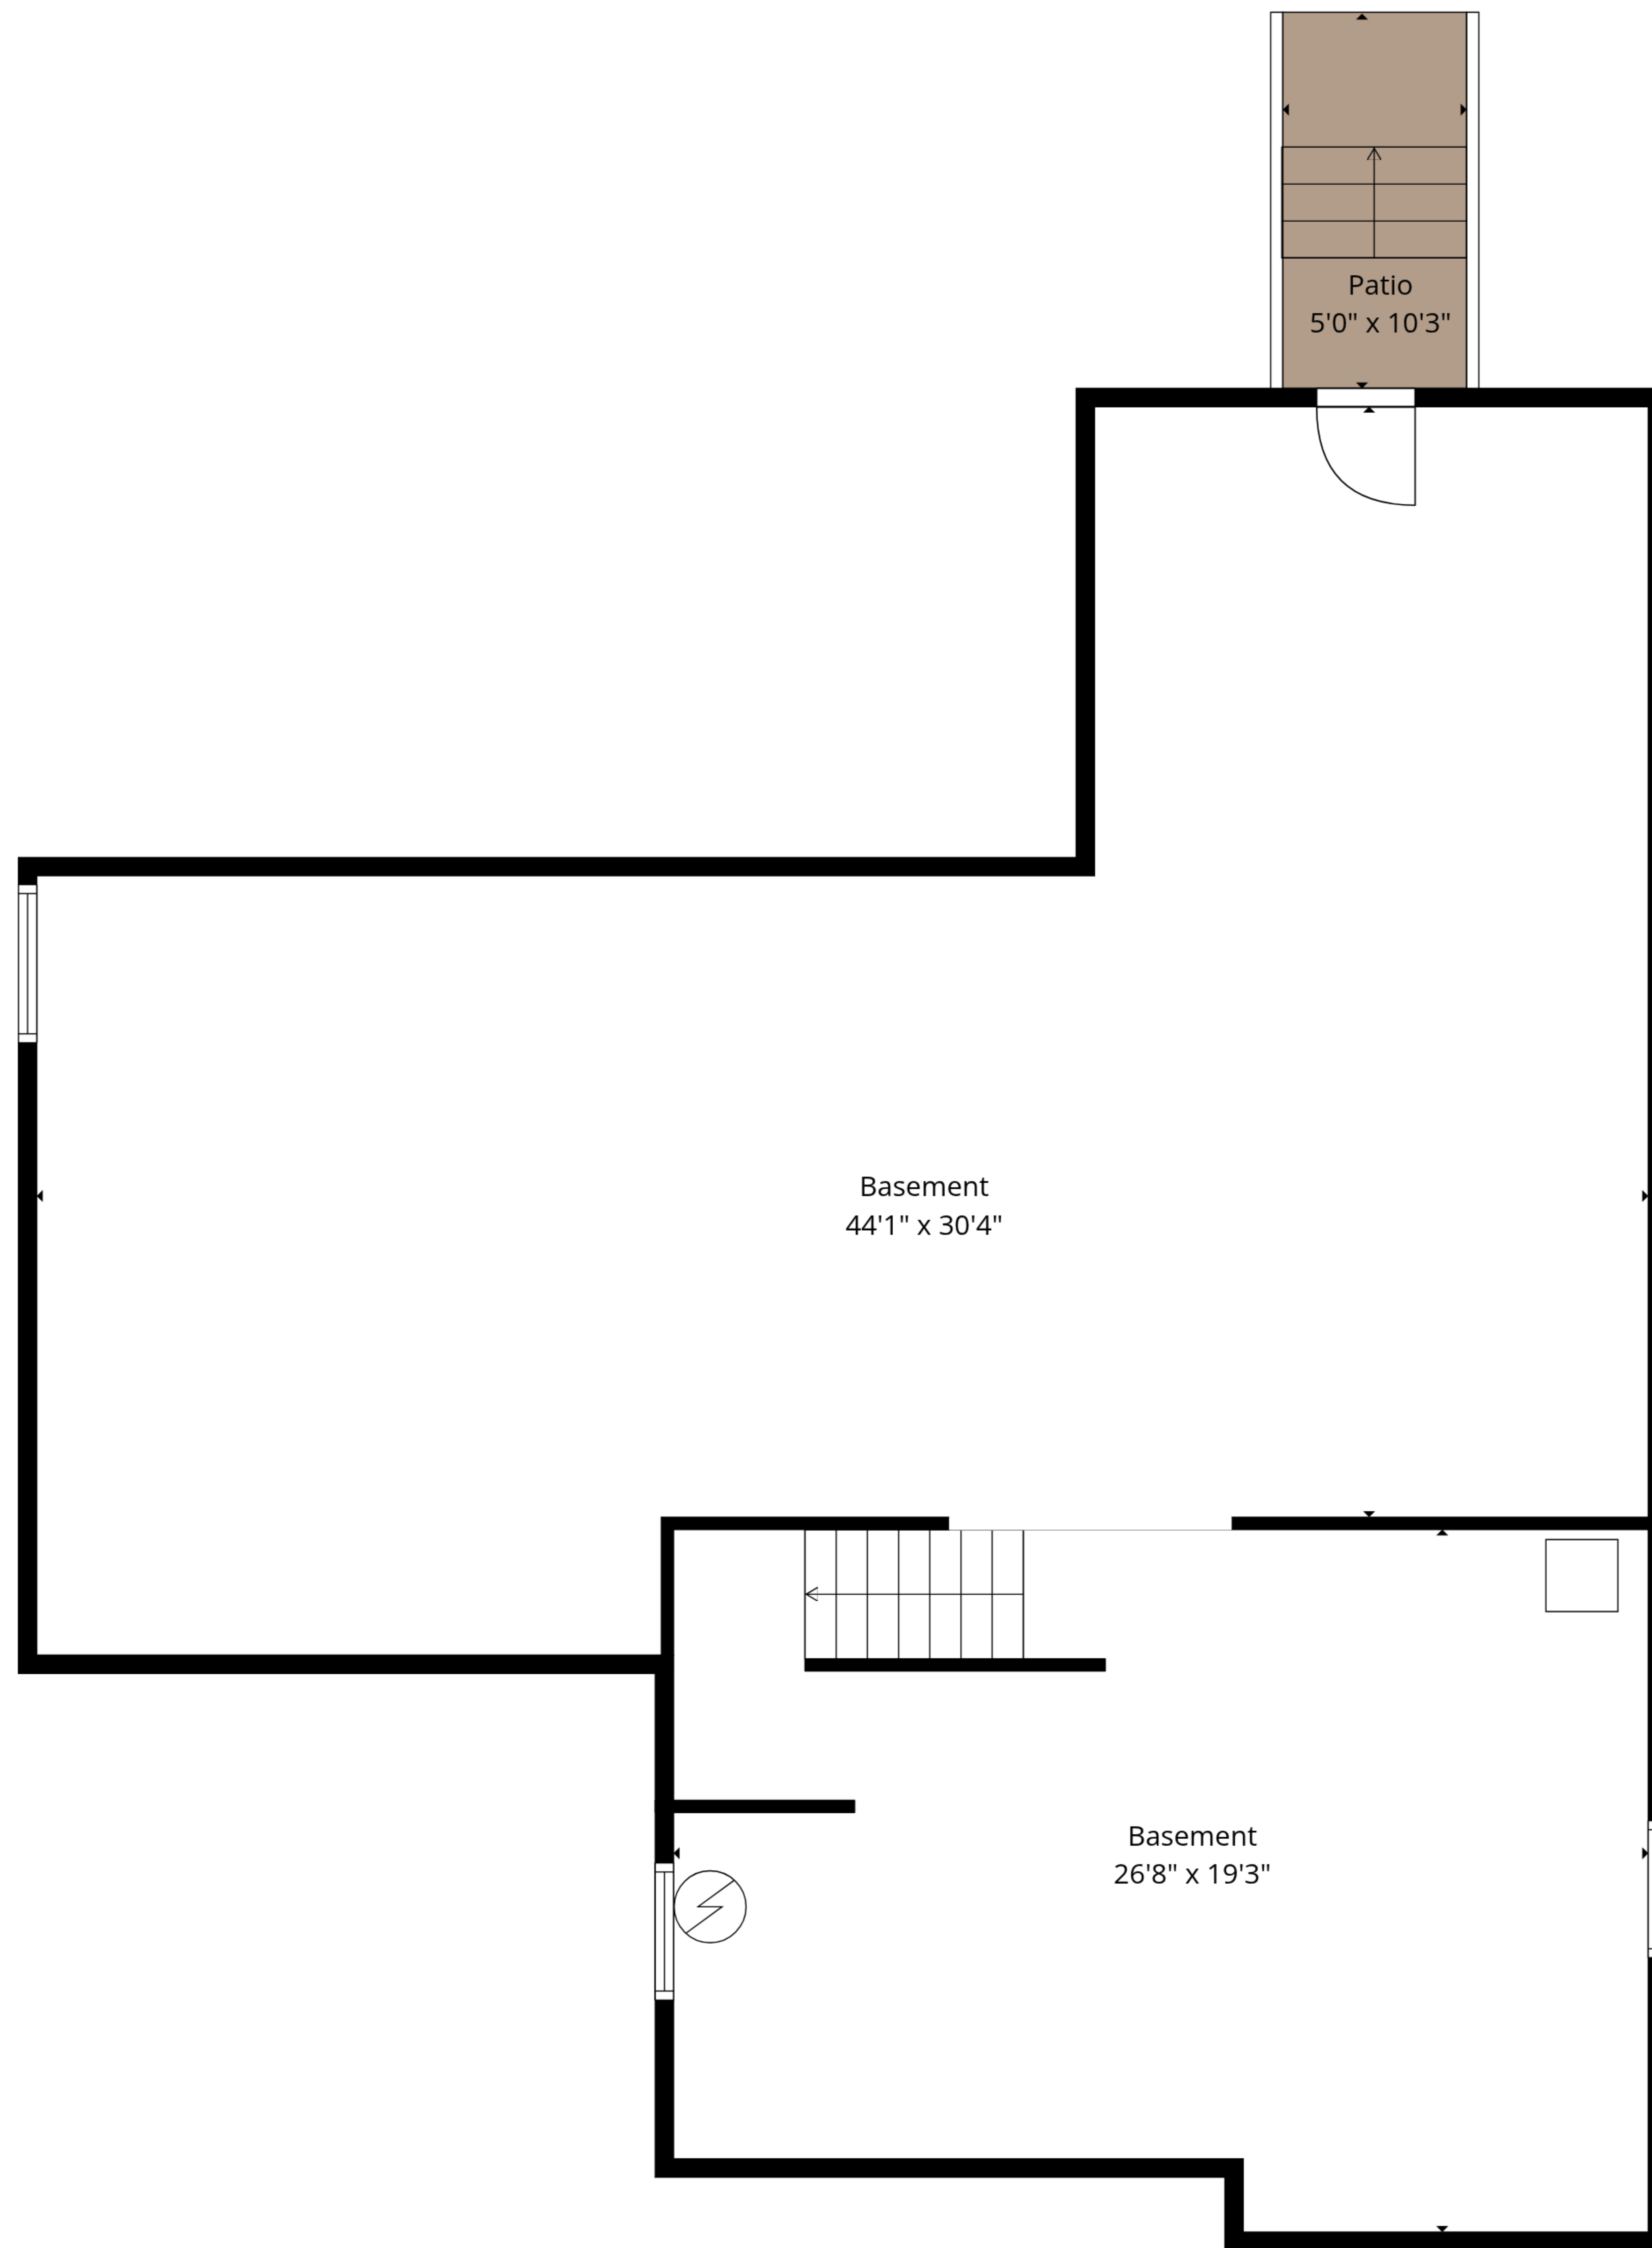 Patio
5'0" x 10'3"
Basement
44'1" x 30'4"
Basement
26'8" x 19'3"